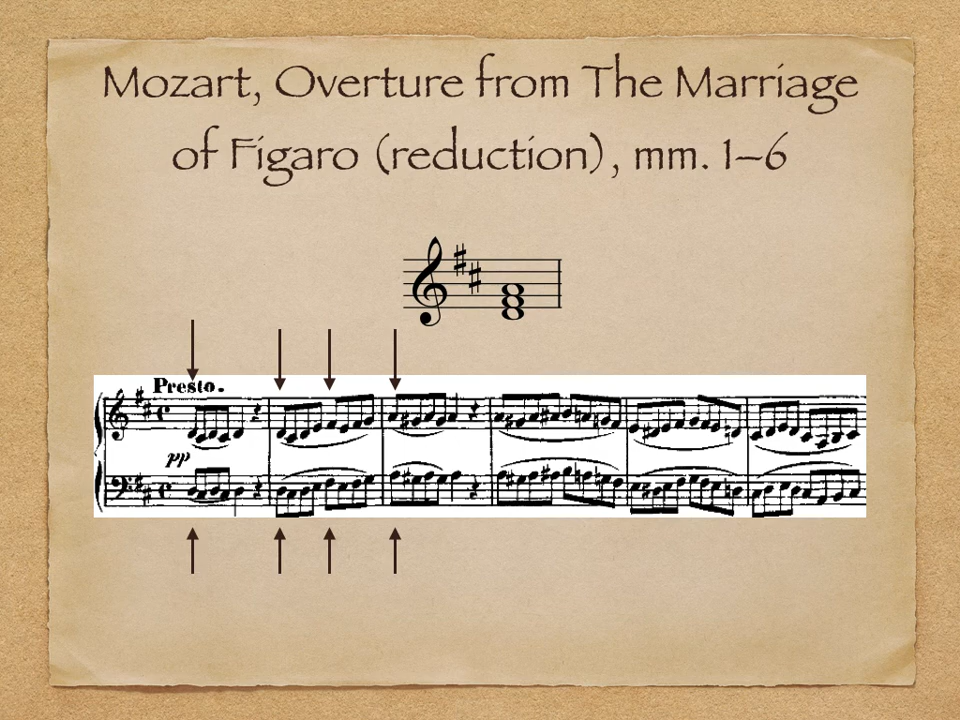 Mozart, Overture from The Marriage
of Figaro (reduction), mm. 1–6
Presto.
pp